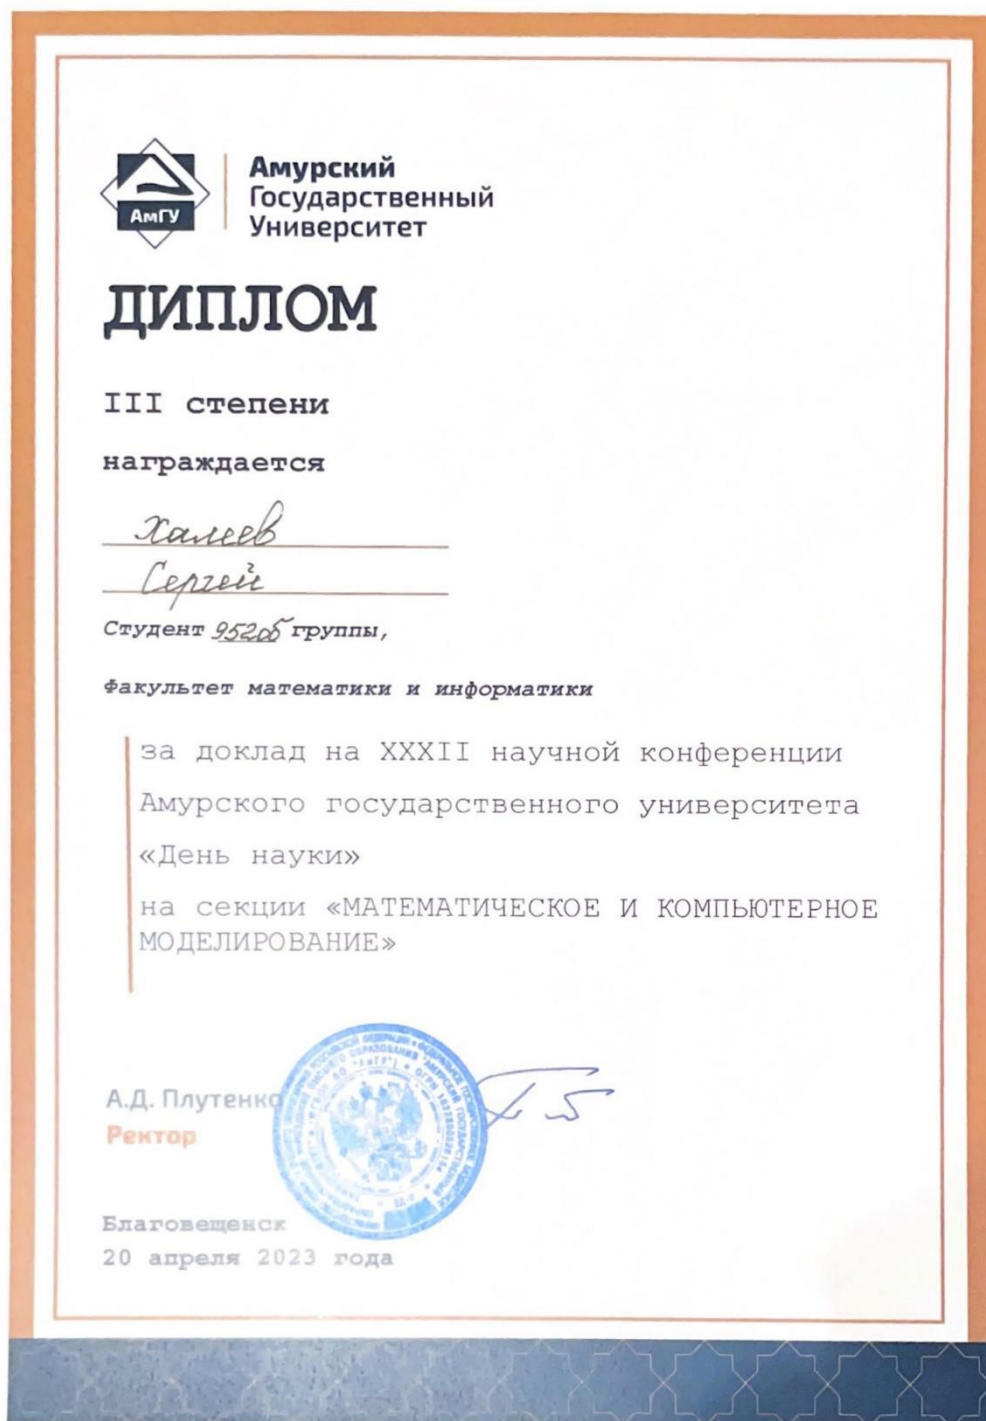 АмГУ
Амурский
Государственный
Университет
ДИПЛОМ
III степени
награждается
Халеев
Сергей
Студент 952об группы,
Факультет математики и информатики
за доклад на XXXII научной конференции
Амурского государственного университета
«День науки»
на секции «МАТЕМАТИЧЕСКОЕ И КОМПЬЮТЕРНОЕ
МОДЕЛИРОВАНИЕ»
А.Д. Плутенко
Ректор
Благовещенск
20 апреля 2023 года